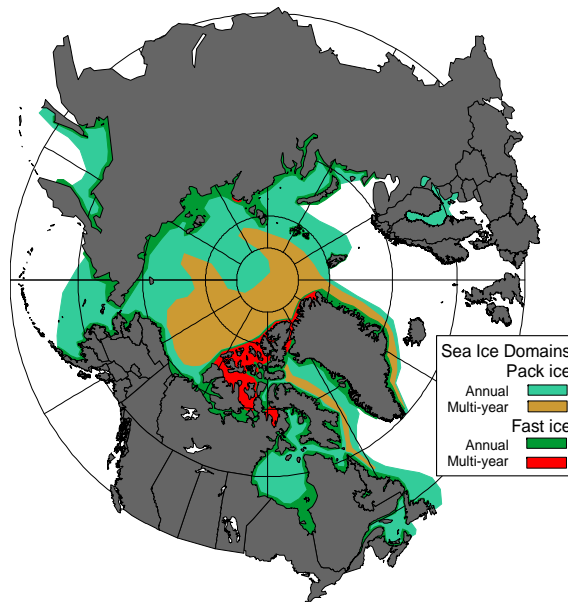 Sea Ice Domains
Pack ice
Annual
Multi-year
Fast ice
Annual
Multi-year